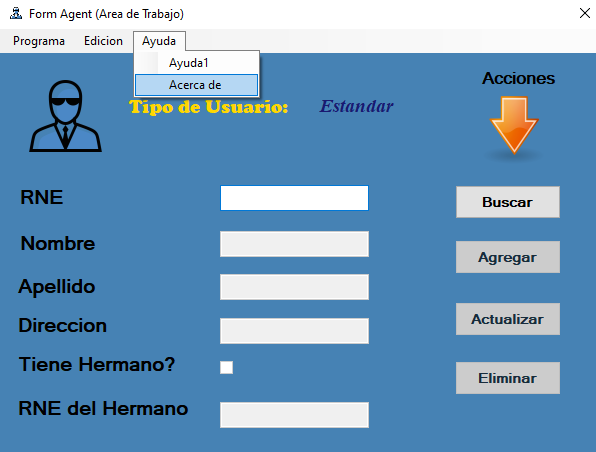 Form Agent (Area de Trabajo)
Programa Edicion Ayuda
Ayuda1
Acerca de
Tipo de Usuario: Estandar
Acciones
RNE
Buscar
Nombre
Agregar
Apellido
Direccion
Actualizar
Tiene Hermano?
Eliminar
RNE del Hermano